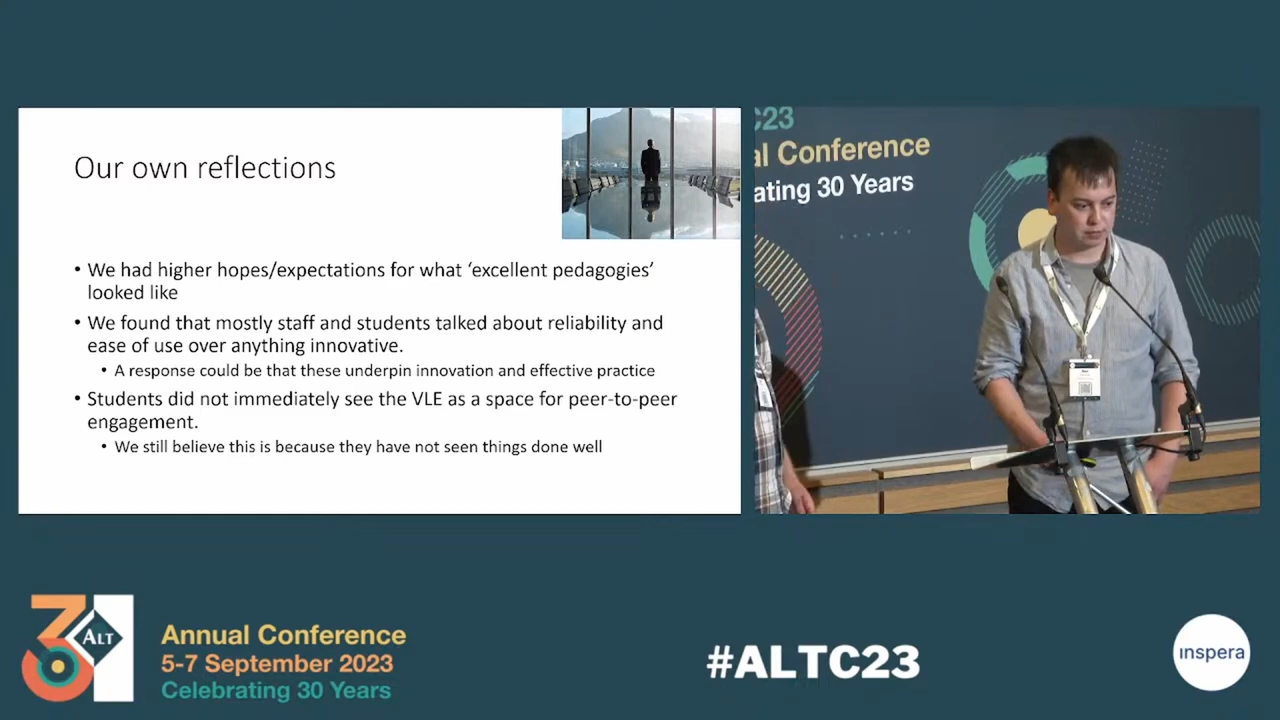 Our own reflections
• We had higher hopes/expectations for what ‘excellent pedagogies’
looked like
• We found that mostly staff and students talked about reliability and
ease of use over anything innovative.
• A response could be that these underpin innovation and effective practice
• Students did not immediately see the VLE as a space for peer-to-peer
engagement.
• We still believe this is because they have not seen things done well
C23
al Conference
ating 30 Years
30
ALT
Annual Conference
5-7 September 2023
Celebrating 30 Years
#ALTC23
inspera